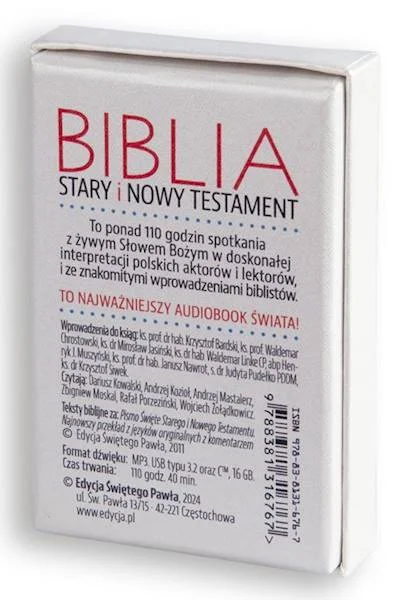 BIBLIA
STARY i NOWY TESTAMENT
To ponad 110 godzin spotkania
z żywym Słowem Bożym w doskonałej
interpretacji polskich aktorów i lektorów,
i ze znakomitymi wprowadzeniami biblistów.
TO NAJWAŻNIEJSZY AUDIOBOOK ŚWIATA!
Wprowadzenia do ksiąg: ks. prof. dr hab. Krzysztof Bardski, ks. prof. Waldemar
Chrostowski, ks. dr Mirosław Jasiński, ks. dr hab. Waldemar Linke CP, abp Hen-
ryk J. Muszyński, ks. prof. dr hab. Janusz Nawrot, s. dr Judyta Pudełko PDDM,
ks. dr Krzysztof Siwek.
Czytają: Dariusz Kowalski, Andrzej Kozioł, Andrzej Mastalerz,
Zbigniew Moskal, Rafał Porzeziński, Wojciech Żołądkowicz.
Teksty biblijne za: Pismo Święte Starego i Nowego Testamentu.
Najnowszy przekład z języków oryginalnych z komentarzem
© Edycja Świętego Pawła, 2011
Format dźwięku: MP3. USB typu 3.2 oraz C™, 16 GB.
Czas trwania: 110 godz. 40 min.
© Edycja Świętego Pawła, 2024
ul. Św. Pawła 13/15 · 42-221 Częstochowa
www.edycja.pl
ISBN 978-83-8131-676-7
9788381316767>